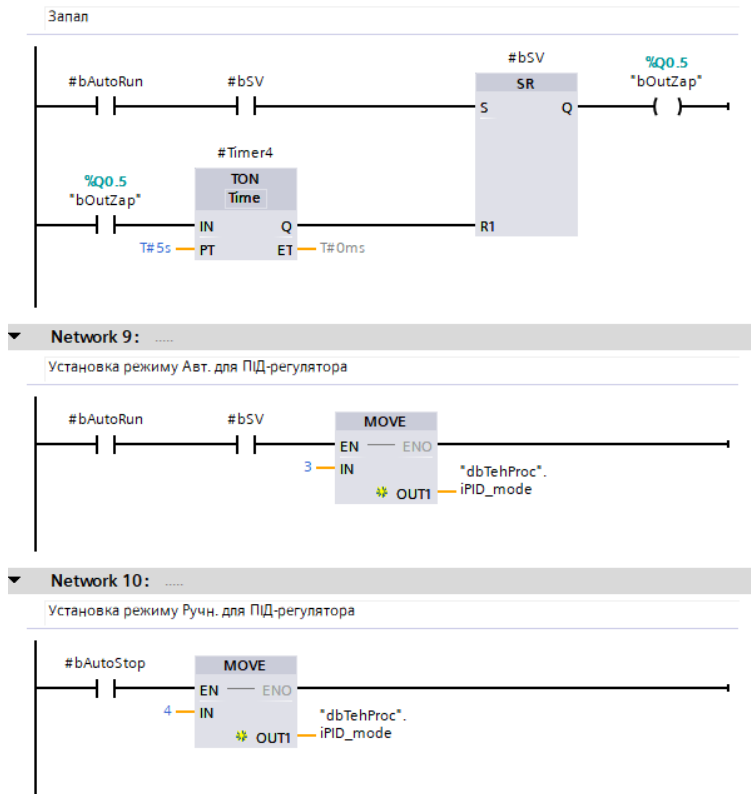 Запал
#bSV
%Q0.5
#bAutoRun
#bSV
SR
"bOutZap"
S
Q
#Timer4
%Q0.5
TON
"bOutZap"
Time
IN
Q
R1
T#5s
PT
ET
T#0ms
Network 9: .....
Установка режиму Авт. для ПІД-регулятора
#bAutoRun
#bSV
MOVE
EN
ENO
3
IN
"dbTehProc".
OUT1
iPID_mode
Network 10: .....
Установка режиму Ручн. для ПІД-регулятора
#bAutoStop
MOVE
EN
ENO
4
IN
"dbTehProc".
OUT1
iPID_mode